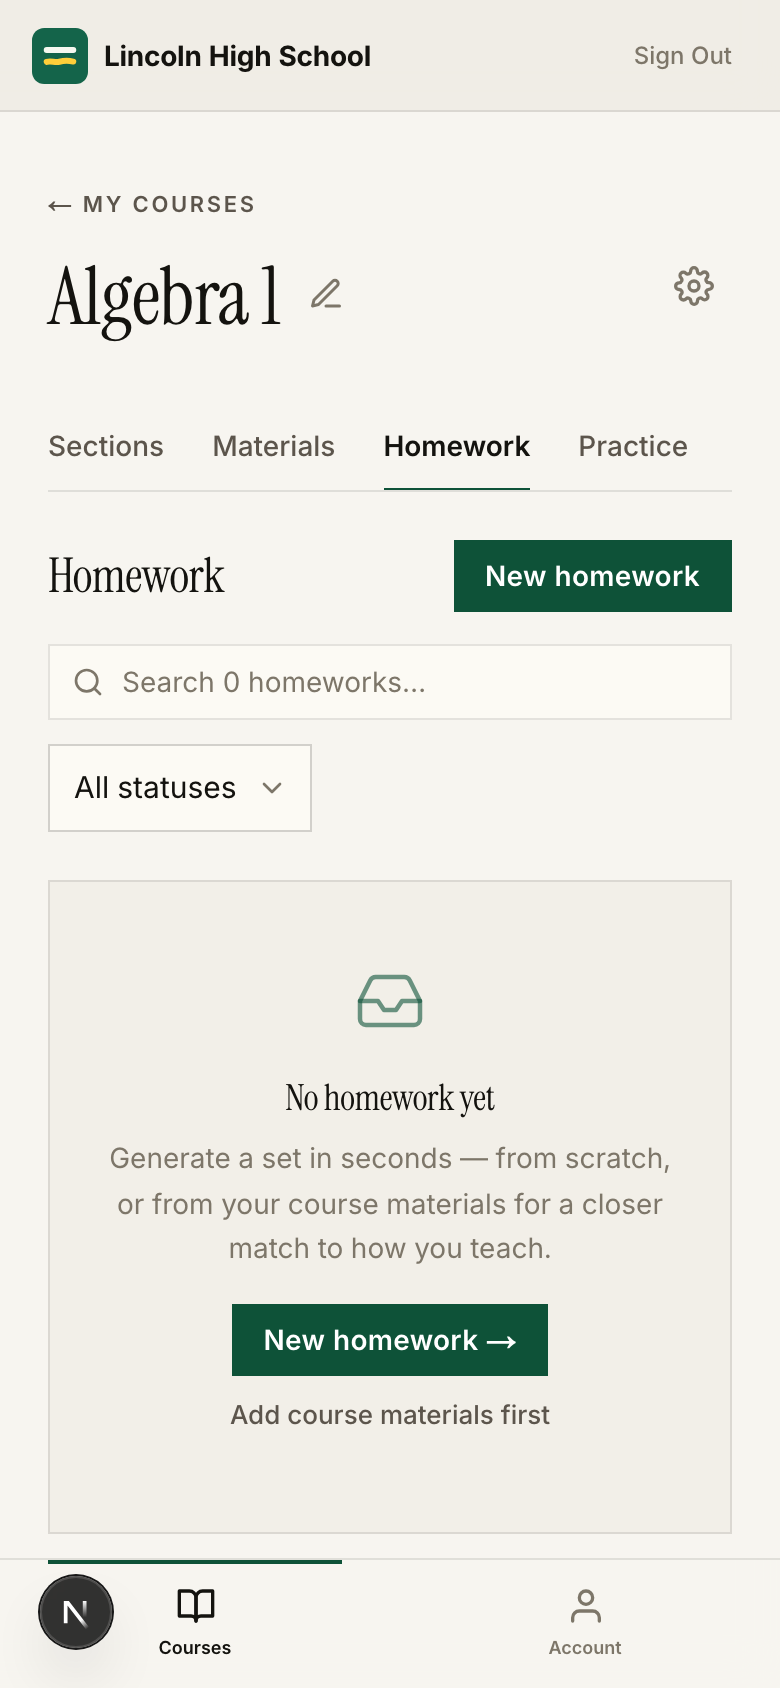 Lincoln High School
Sign Out
← MY COURSES
Algebra 1
Sections Materials Homework Practice
Homework
New homework
Search 0 homeworks...
All statuses
No homework yet
Generate a set in seconds — from scratch,
or from your course materials for a closer
match to how you teach.
New homework →
Add course materials first
N
Courses
Account